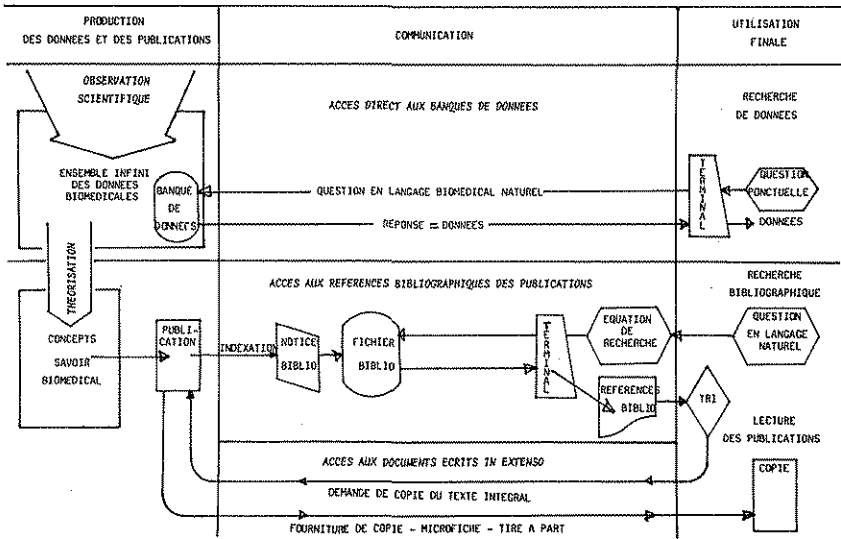 PRODUCTION
DES DONNEES ET DES PUBLICATIONS
COMMUNICATION
UTILISATION
FINALE
OBSERVATION
SCIENTIFIQUE
ACCES DIRECT AUX BANQUES DE DONNEES
RECHERCHE
DE DONNEES
ENSEMBLE INFINI
DES DONNEES
BIOMEDICALES
BANQUE
DE
DONNEES
QUESTION EN LANGAGE BIOMEDICAL NATUREL
REPONSE = DONNEES
TERMINAL
QUESTION
PONCTUELLE
DONNEES
THEORISATION
ACCES AUX REFERENCES BIBLIOGRAPHIQUES DES PUBLICATIONS
RECHERCHE
BIBLIOGRAPHIQUE
CONCEPTS
SAVOIR
BIOMEDICAL
PUBLI-
CATION
INDEXATION
NOTICE
BIBLIO
FICHIER
BIBLIO
TERMINAL
EQUATION
DE
RECHERCHE
QUESTION
EN LANGAGE
NATUREL
REFERENCES
BIBLIO
TRI
LECTURE
DES PUBLICATIONS
ACCES AUX DOCUMENTS ECRITS IN EXTENSO
COPIE
DEMANDE DE COPIE DU TEXTE INTEGRAL
FOURNITURE DE COPIE - MICROFICHE - TIRE A PART